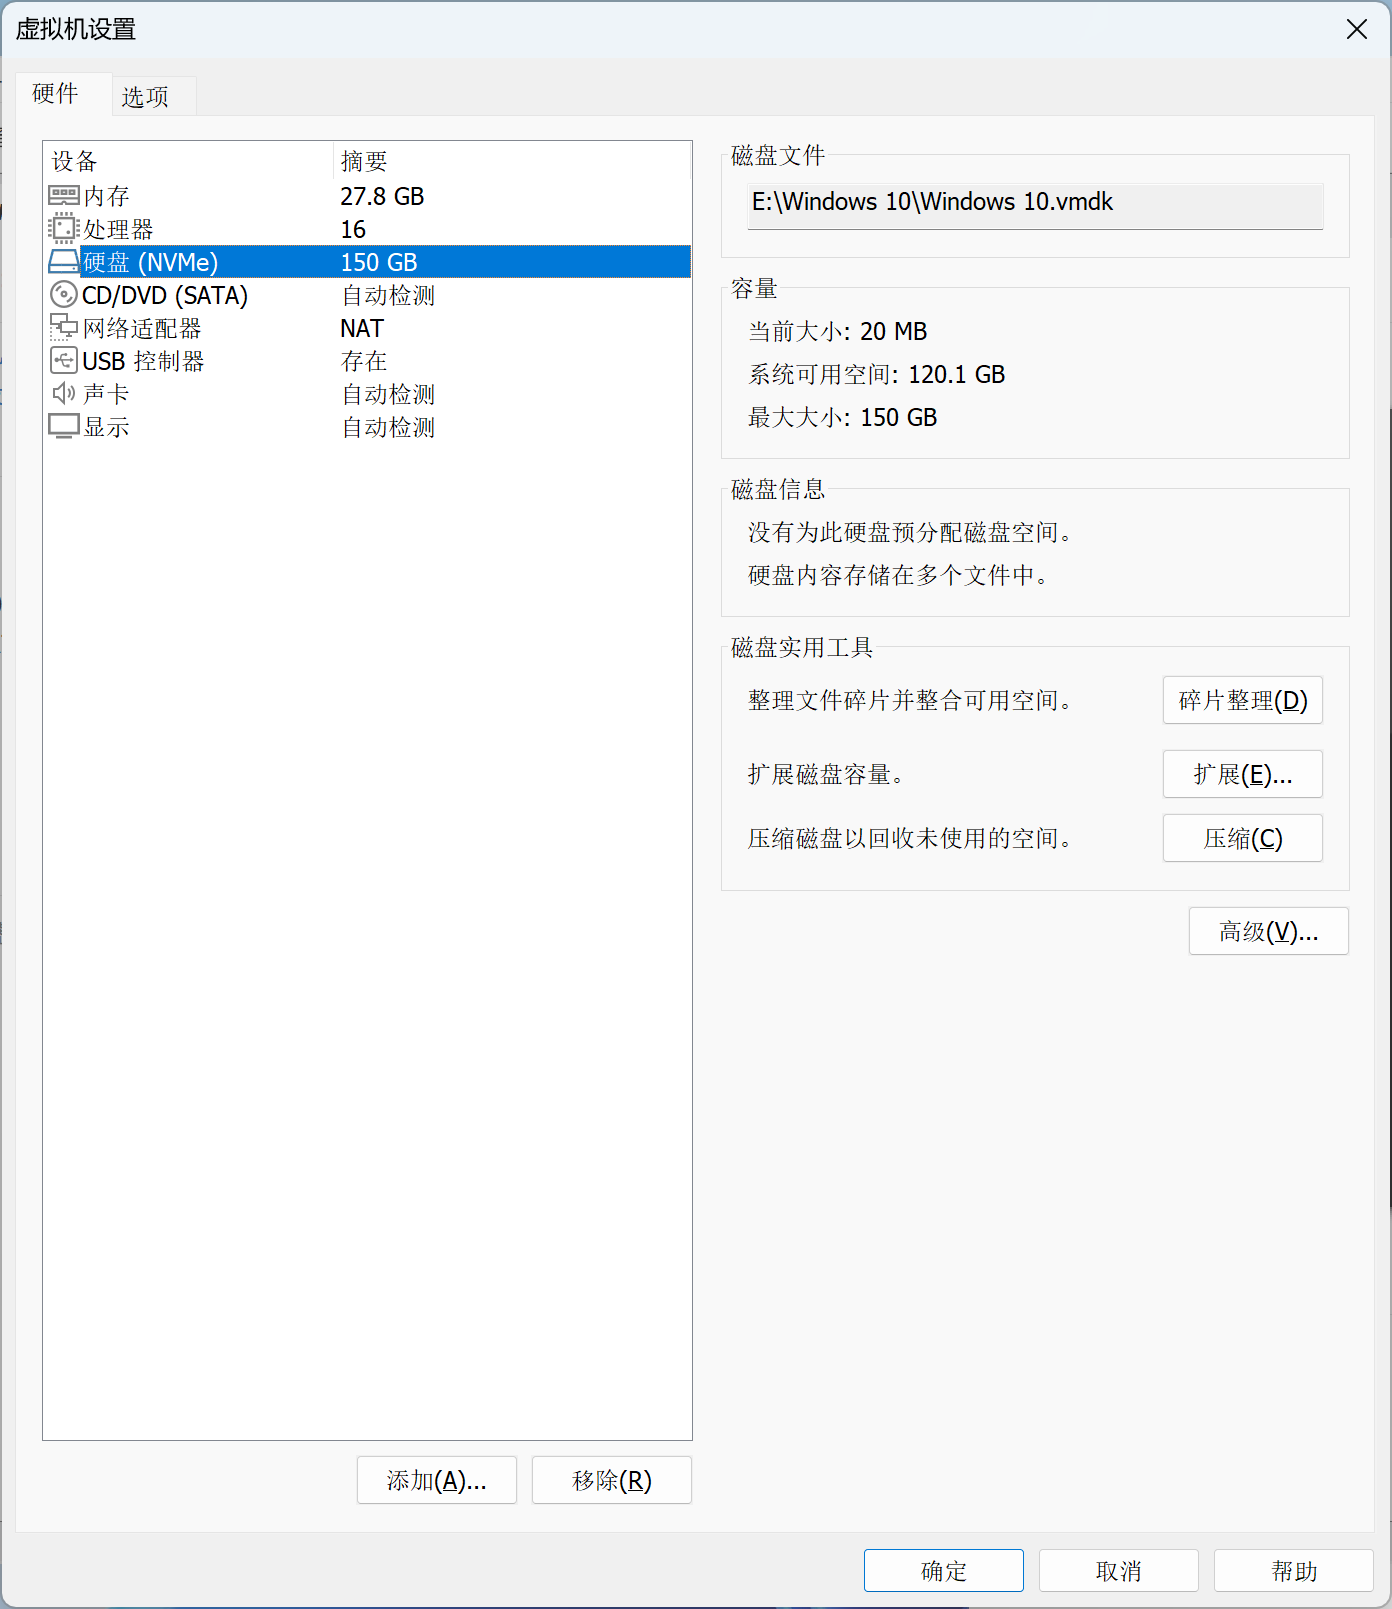 虚拟机设置
硬件
选项
设备 摘要
内存 27.8 GB
处理器 16
硬盘 (NVMe) 150 GB
CD/DVD (SATA) 自动检测
网络适配器 NAT
USB 控制器 存在
声卡 自动检测
显示 自动检测
添加(A)...
移除(R)
磁盘文件
E:\Windows 10\Windows 10.vmdk
容量
当前大小: 20 MB
系统可用空间: 120.1 GB
最大大小: 150 GB
磁盘信息
没有为此硬盘预分配磁盘空间。
硬盘内容存储在多个文件中。
磁盘实用工具
整理文件碎片并整合可用空间。 碎片整理(D)
扩展磁盘容量。 扩展(E)...
压缩磁盘以回收未使用的空间。 压缩(C)
高级(V)...
确定
取消
帮助